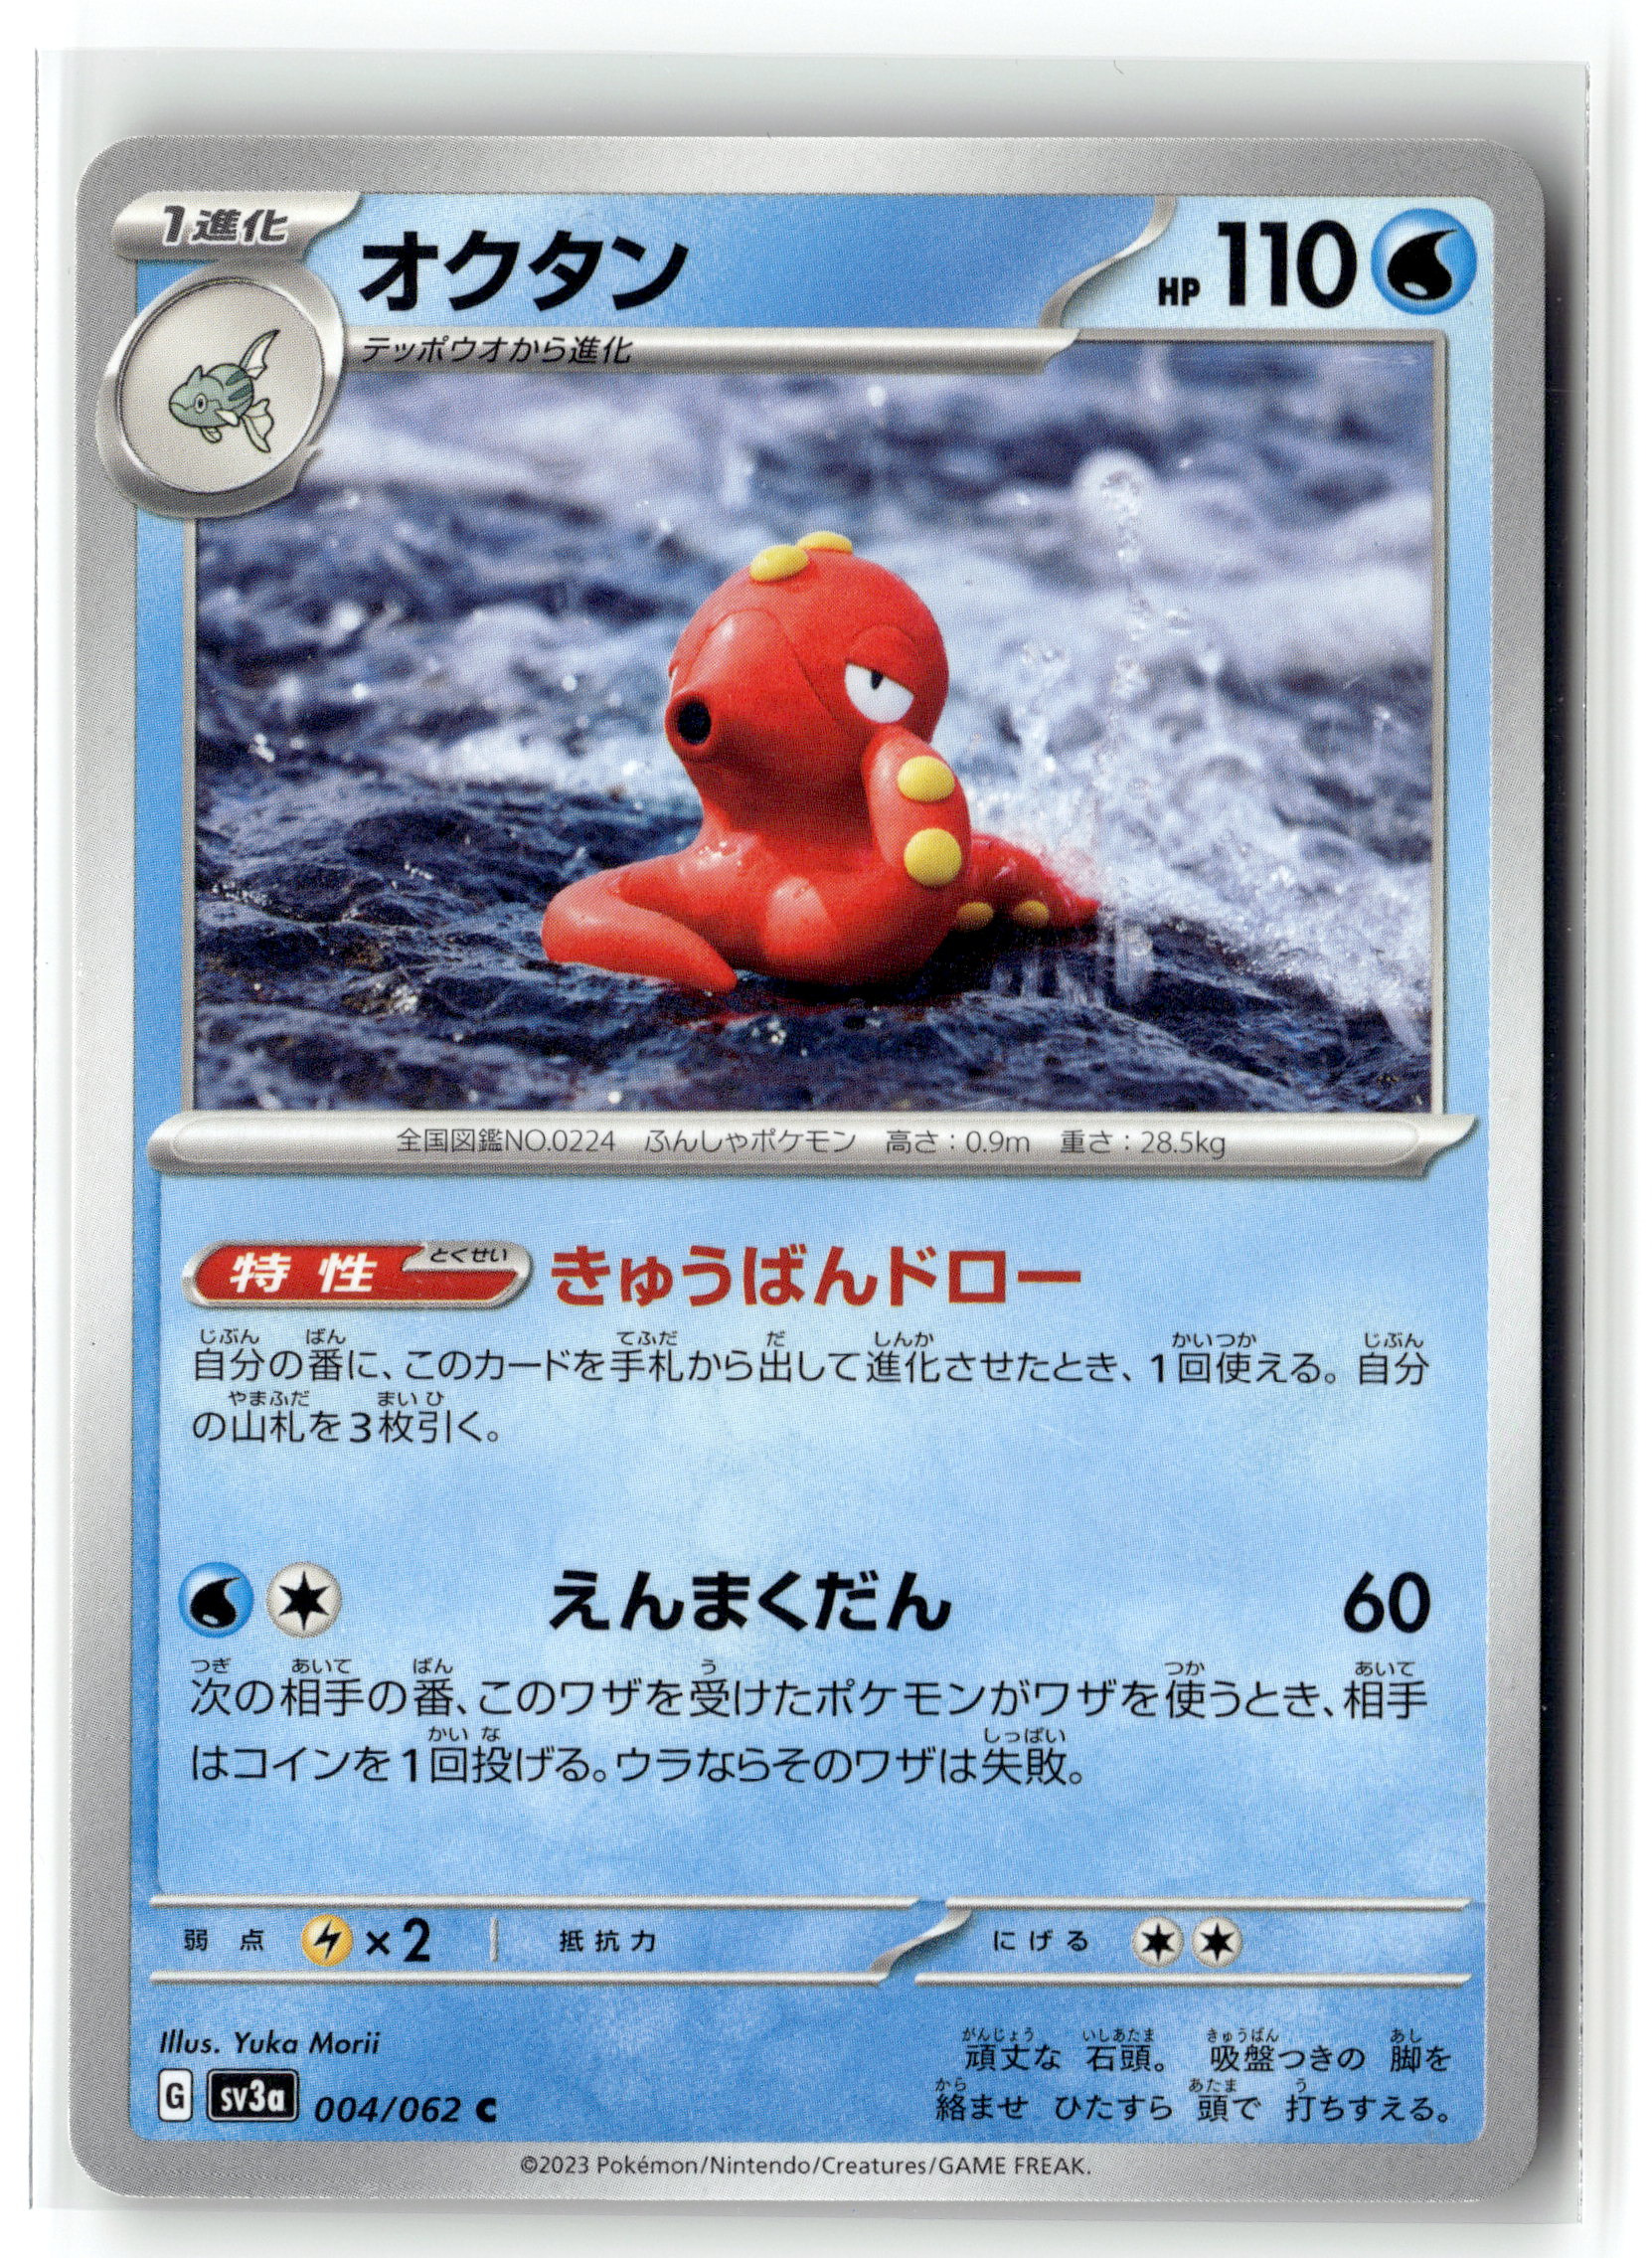 1進化
オクタン
HP 110
テッポウオから進化
全国図鑑NO.0224 ふんしゃポケモン 高さ：0.9m 重さ：28.5kg
特性 とくせい きゅうばんドロー
じぶん ばん てふだ だ しんか かいつか じぶん
自分の番に、このカードを手札から出して進化させたとき、1回使える。自分
やまふだ まい ひ
の山札を3枚引く。
えんまくだん 60
つぎ あいて ばん う つか あいて
次の相手の番、このワザを受けたポケモンがワザを使うとき、相手
かい な しっぱい
はコインを1回投げる。ウラならそのワザは失敗。
弱点 ×2 抵抗力 にげる
Illus. Yuka Morii
がんじょう いしあたま きゅうばん あし
頑丈な 石頭。 吸盤つきの 脚を
から あたま う
絡ませ ひたすら 頭で 打ちすえる。
G sv3a 004/062 C
©2023 Pokémon/Nintendo/Creatures/GAME FREAK.